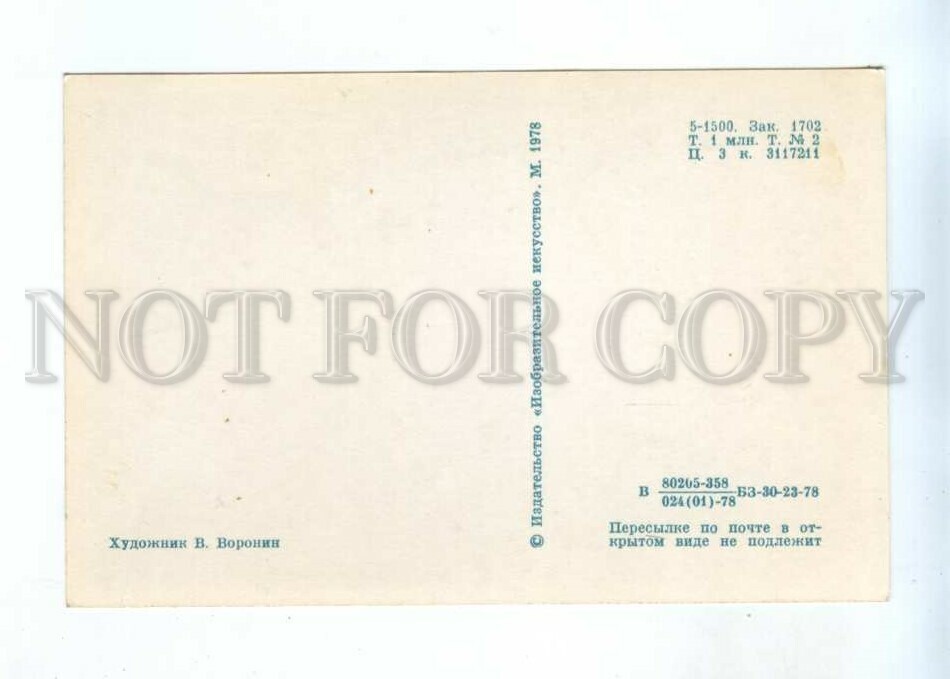 5-1500. Зак. 1702
Т. 1 млн. Т. № 2
Ц. 3 к. 3117211
© Издательство «Изобразительное искусство». М. 1978
NOT FOR COPY
В 80205-358
024(01)-78 БЗ-30-23-78
Художник В. Воронин
Пересылке по почте в от-
крытом виде не подлежит